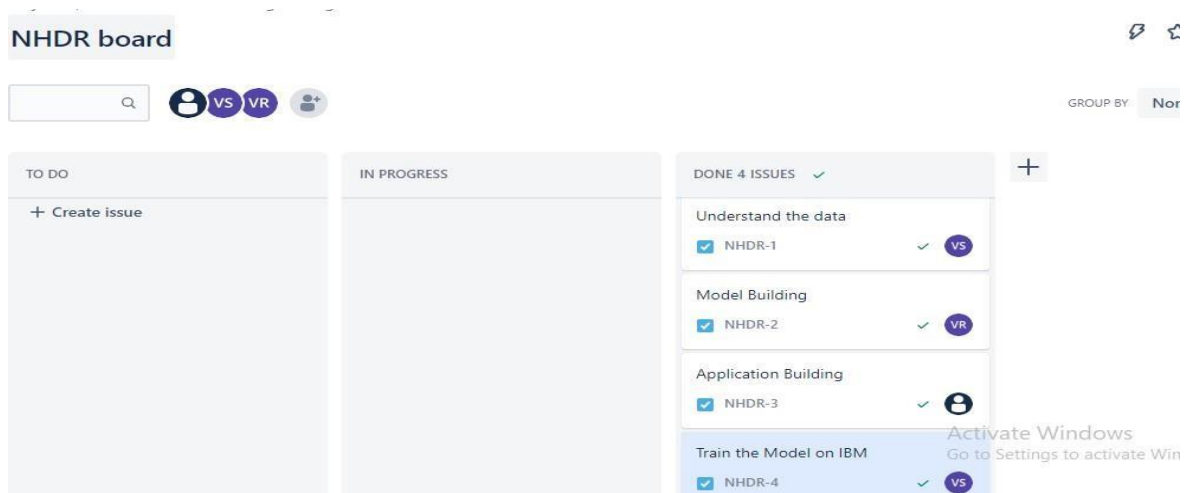 NHDR board
VS VR
GROUP BY
TO DO
IN PROGRESS
DONE 4 ISSUES
+ Create issue
Understand the data
NHDR-1
VS
Model Building
NHDR-2
VR
Application Building
NHDR-3
Train the Model on IBM
NHDR-4
VS
Activate Windows
Go to Settings to activate